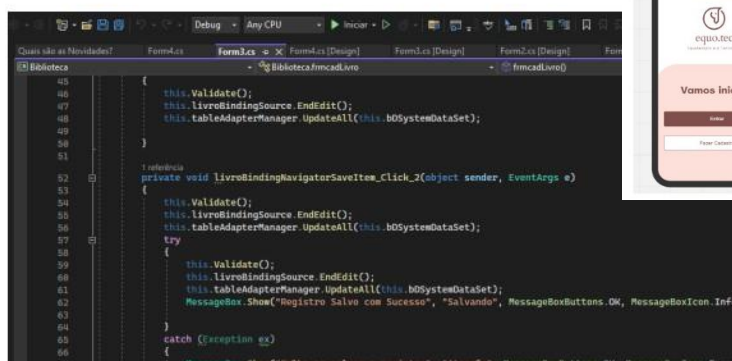 Debug Any CPU Iniciar
Quais são as Novidades? Form4.cs Form3.cs Form4.cs [Design] Form3.cs [Design] Form2.cs [Design] Form
Biblioteca Biblioteca.frmcadLivro frmcadLivro()
45 {
46 this.Validate();
47 this.livroBindingSource.EndEdit();
48 this.tableAdapterManager.UpdateAll(this.bDSystemDataSet);
49
50 }
51
1 referência
52 private void livroBindingNavigatorSaveItem_Click_2(object sender, EventArgs e)
53 {
54 this.Validate();
55 this.livroBindingSource.EndEdit();
56 this.tableAdapterManager.UpdateAll(this.bDSystemDataSet);
57 try
58 {
59 this.Validate();
60 this.livroBindingSource.EndEdit();
61 this.tableAdapterManager.UpdateAll(this.bDSystemDataSet);
62 MessageBox.Show("Registro Salvo com Sucesso", "Salvando", MessageBoxButtons.OK, MessageBoxIcon.Inf
63
64 }
65 catch (Exception ex)
66 {
equo.tec
Vamos inic
Entrar
Fazer Cadast